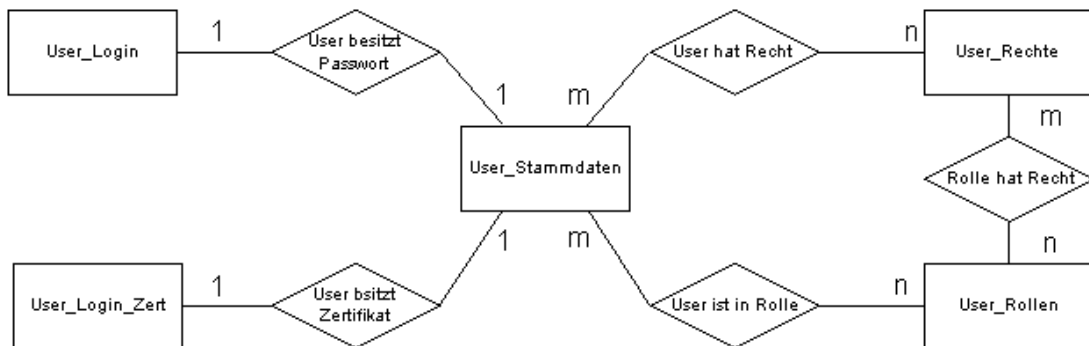 User_Login
1
User besitzt
Passwort
1
m
User hat Recht
n
User_Rechte
m
User_Stammdaten
Rolle hat Recht
1
m
n
User_Login_Zert
1
User bsitzt
Zertifikat
User ist in Rolle
n
User_Rollen